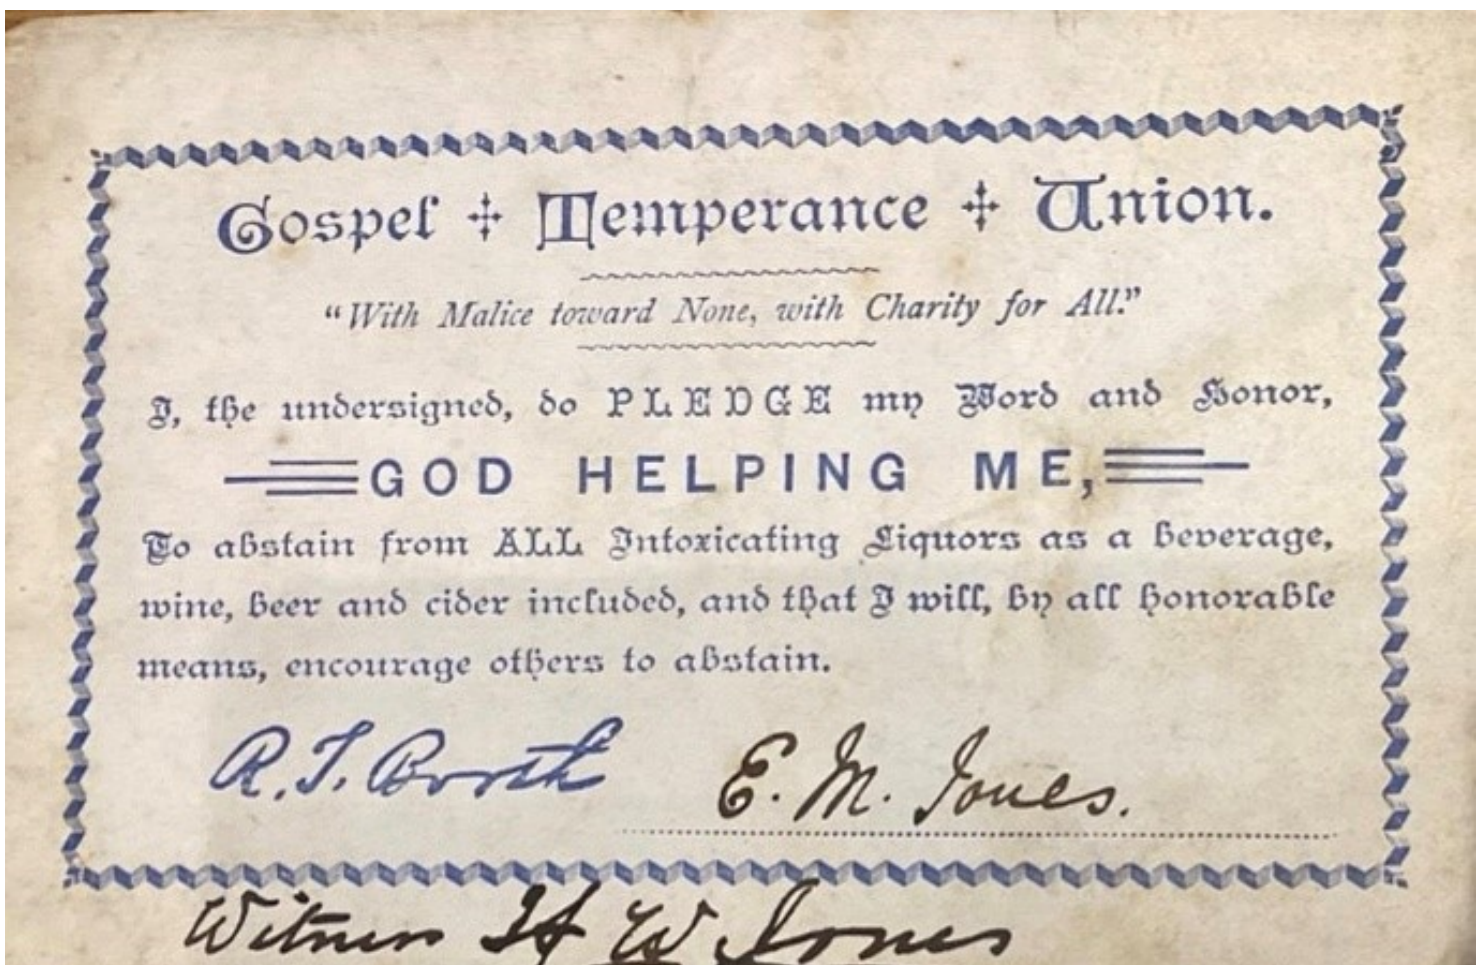 Gospel ✣ Temperance ✣ Union.
"With Malice toward None, with Charity for All."
I, the undersigned, do PLEDGE my Word and Honor,
GOD HELPING ME,
To abstain from ALL Intoxicating Liquors as a beverage,
wine, beer and cider included, and that I will, by all honorable
means, encourage others to abstain.
R. T. Booth E. M. Jones.
Witness H W Jones